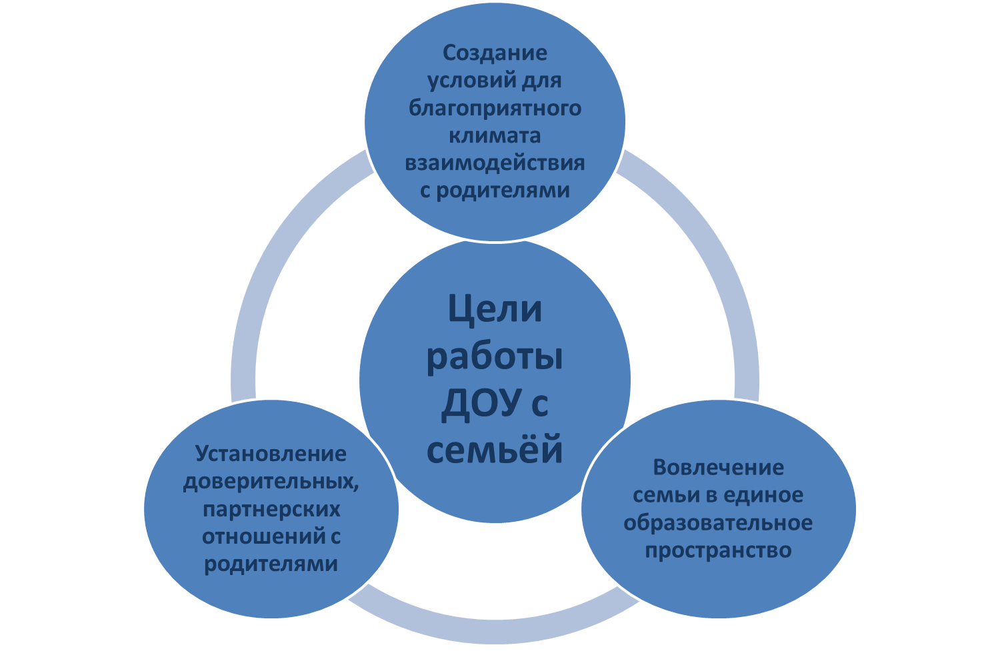 Создание
условий для
благоприятного
климата
взаимодействия
с родителями
Цели
работы
ДОУ с
семьёй
Установление
доверительных,
партнерских
отношений с
родителями
Вовлечение
семьи в единое
образовательное
пространство